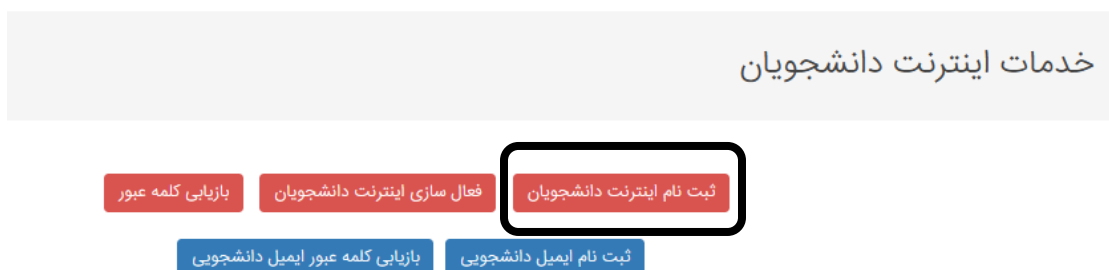 خدمات اینترنت دانشجویان
ثبت نام اینترنت دانشجویان فعال سازی اینترنت دانشجویان بازیابی کلمه عبور
ثبت نام ایمیل دانشجویی بازیابی کلمه عبور ایمیل دانشجویی